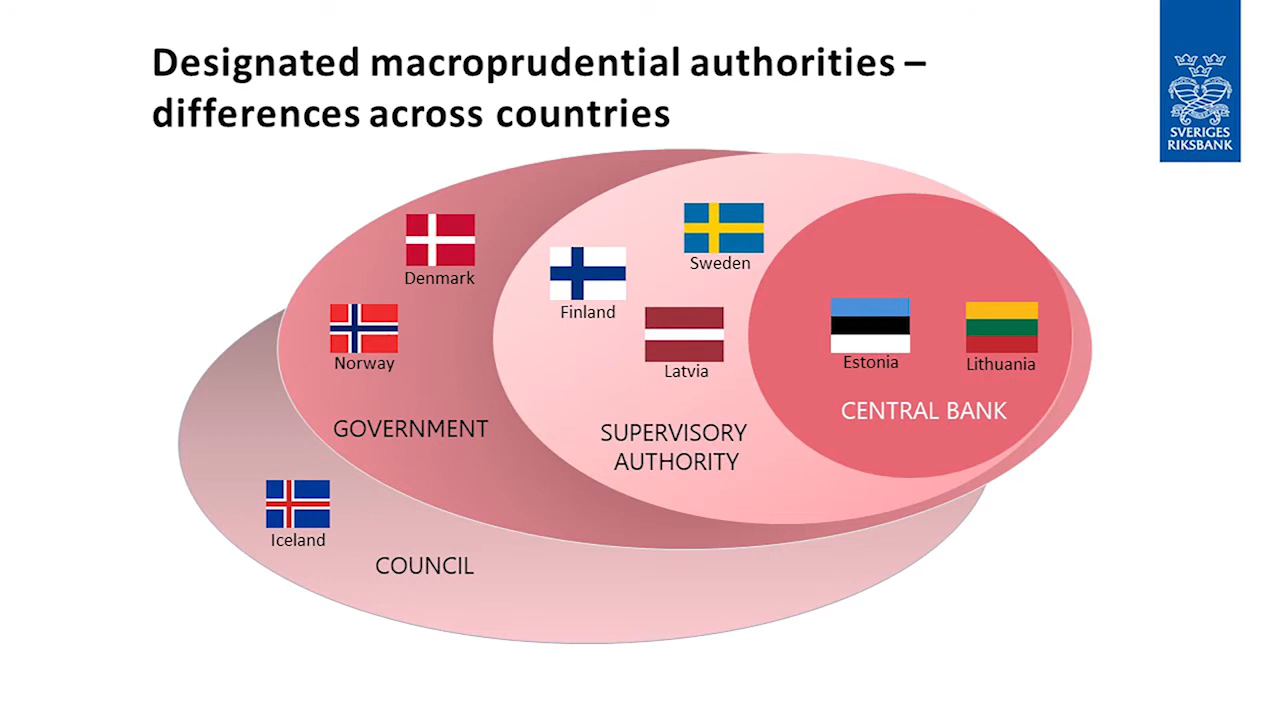 Designated macroprudential authorities –
differences across countries
SVERIGES
RIKSBANK
Denmark
Sweden
Finland
Norway
Latvia
Estonia
Lithuania
CENTRAL BANK
GOVERNMENT
SUPERVISORY
AUTHORITY
Iceland
COUNCIL